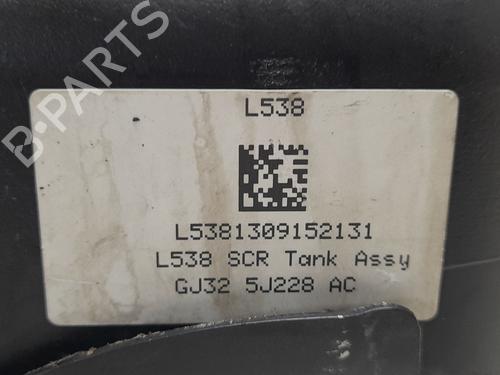 L538
L5381309152131
L538 SCR Tank Assy
GJ32 5J228 AC
B-PARTS